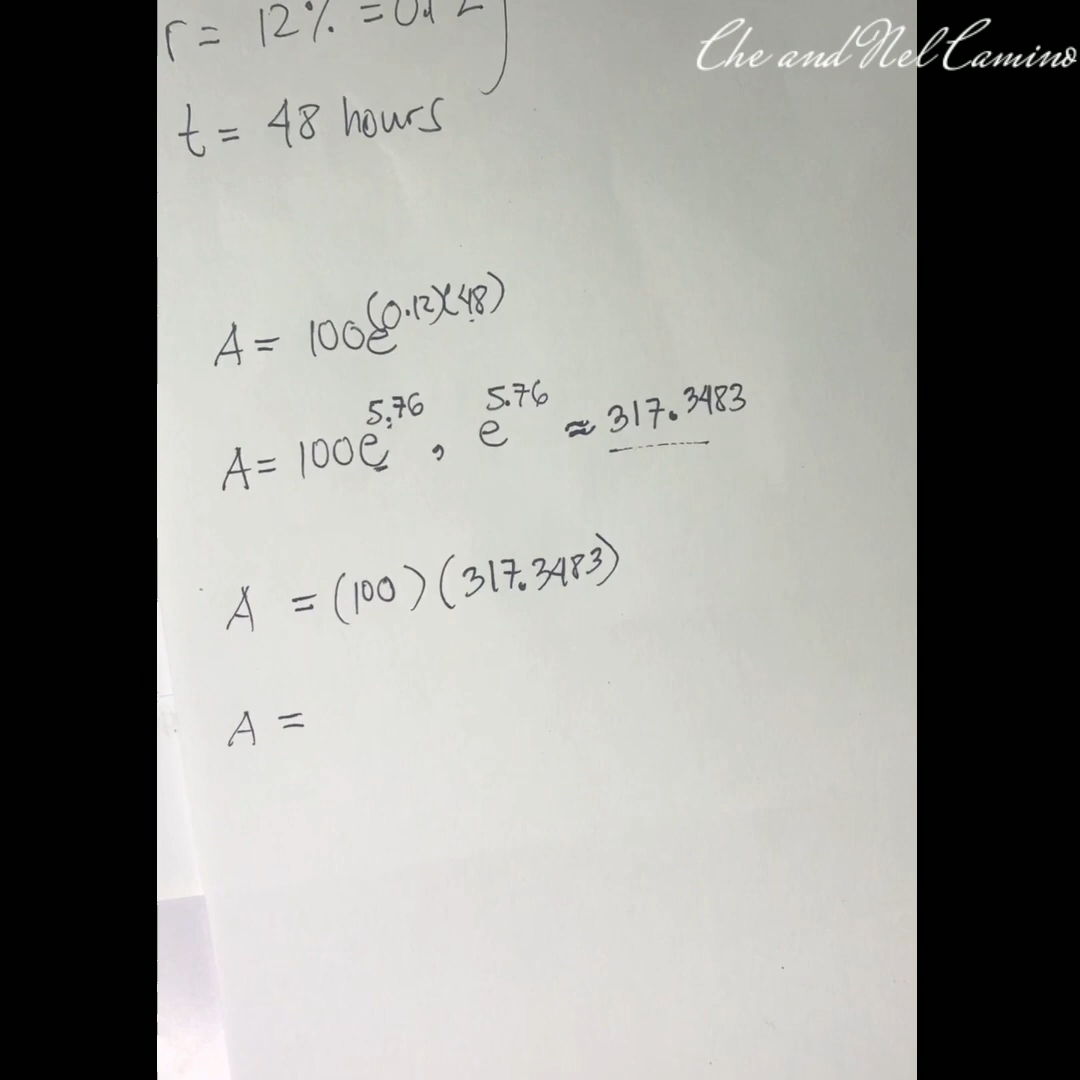 Che and Nel Camino
r = 12% = 0.12
t = 48 hours
A = 100e^(0.12)(48)
A = 100e^5.76 , e^5.76 ≈ 317.3483
A = (100)(317.3483)
A =